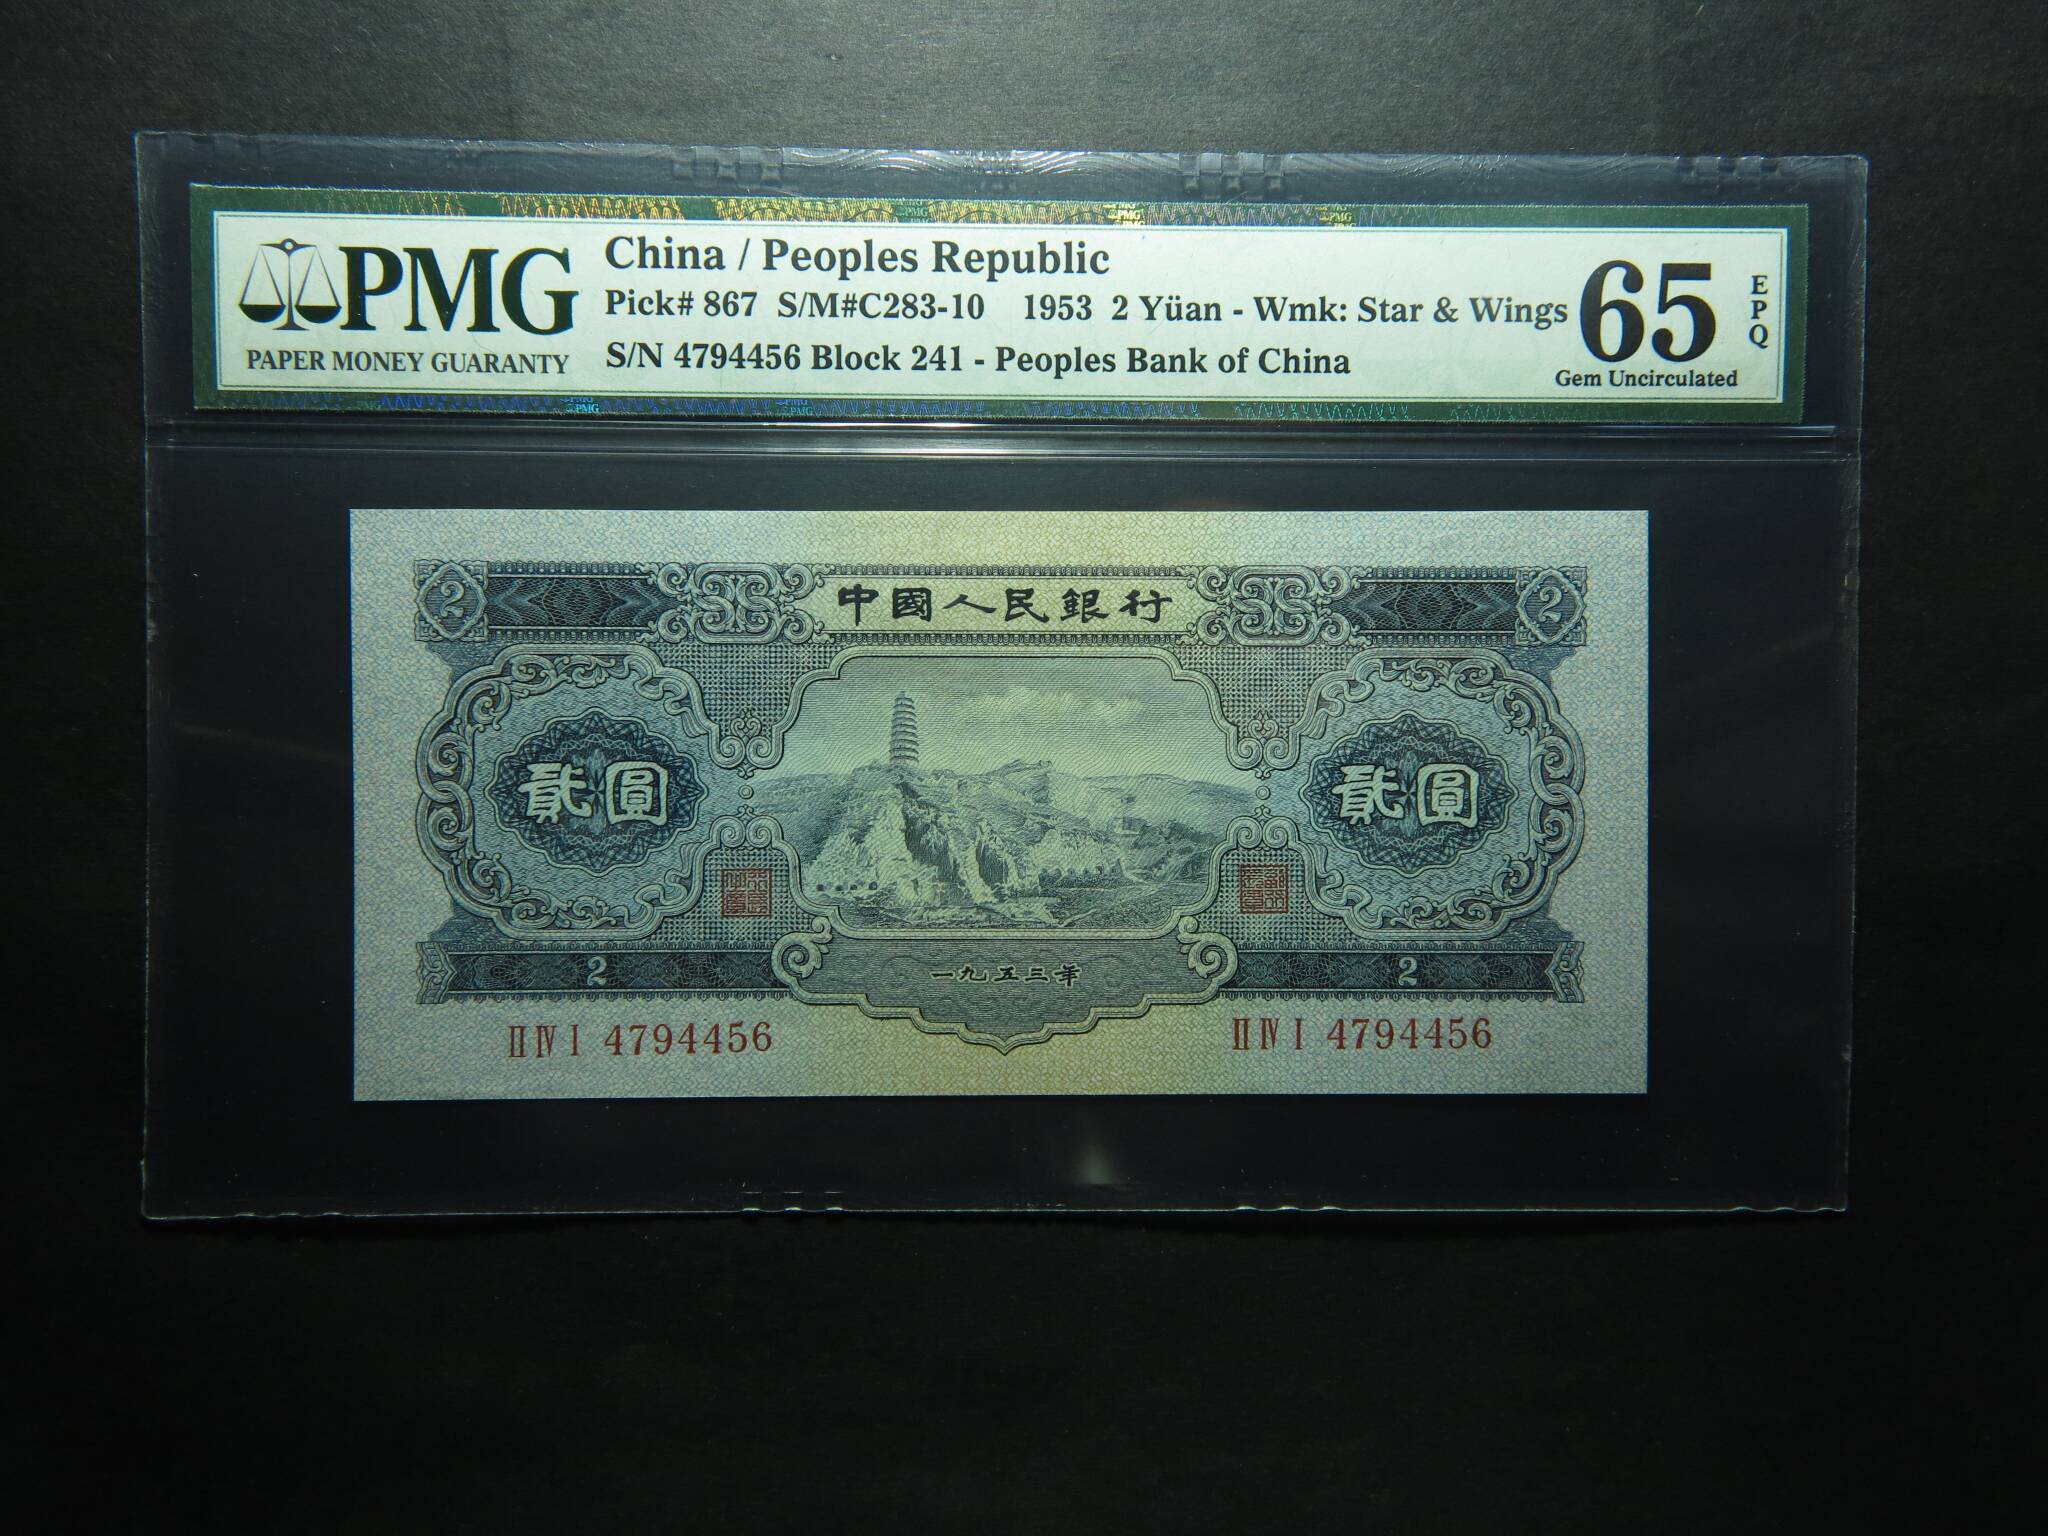 PMG
PAPER MONEY GUARANTY
China / Peoples Republic
Pick# 867 S/M#C283-10 1953 2 Yüan - Wmk: Star & Wings
S/N 4794456 Block 241 - Peoples Bank of China
65
EPQ
Gem Uncirculated
2
中國人民銀行
2
貳圓
貳圓
2
一九五三年
2
Ⅱ Ⅳ Ⅰ 4794456
Ⅱ Ⅳ Ⅰ 4794456